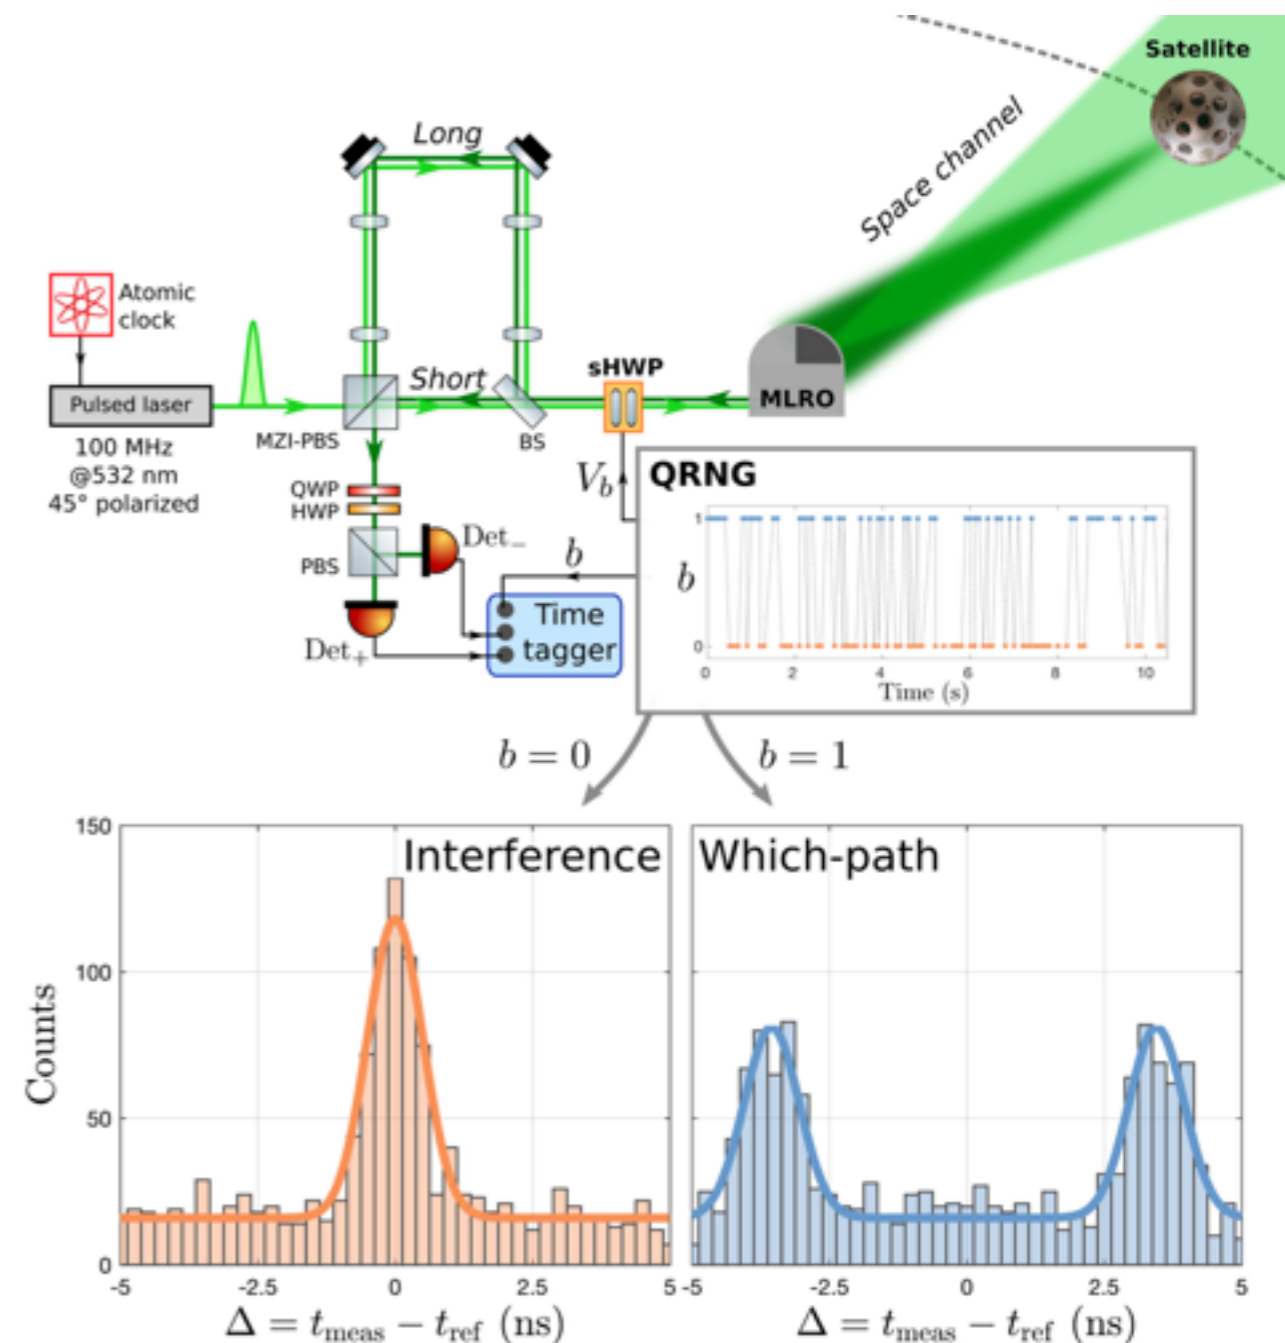 Satellite
Long
Space channel
Atomic
clock
Short
sHWP
Pulsed laser
MLRO
MZI-PBS
BS
100 MHz
@532 nm
45° polarized
V_b
QRNG
QWP
HWP
Det_−
PBS
b
1
b
0
Time
tagger
Det_+
0 2 4 6 8 10
Time (s)
b = 0
b = 1
Interference
Which-path
150
100
50
0
Counts
-5 -2.5 0 2.5 5
-2.5 0 2.5 5
Δ = t_meas − t_ref (ns)
Δ = t_meas − t_ref (ns)